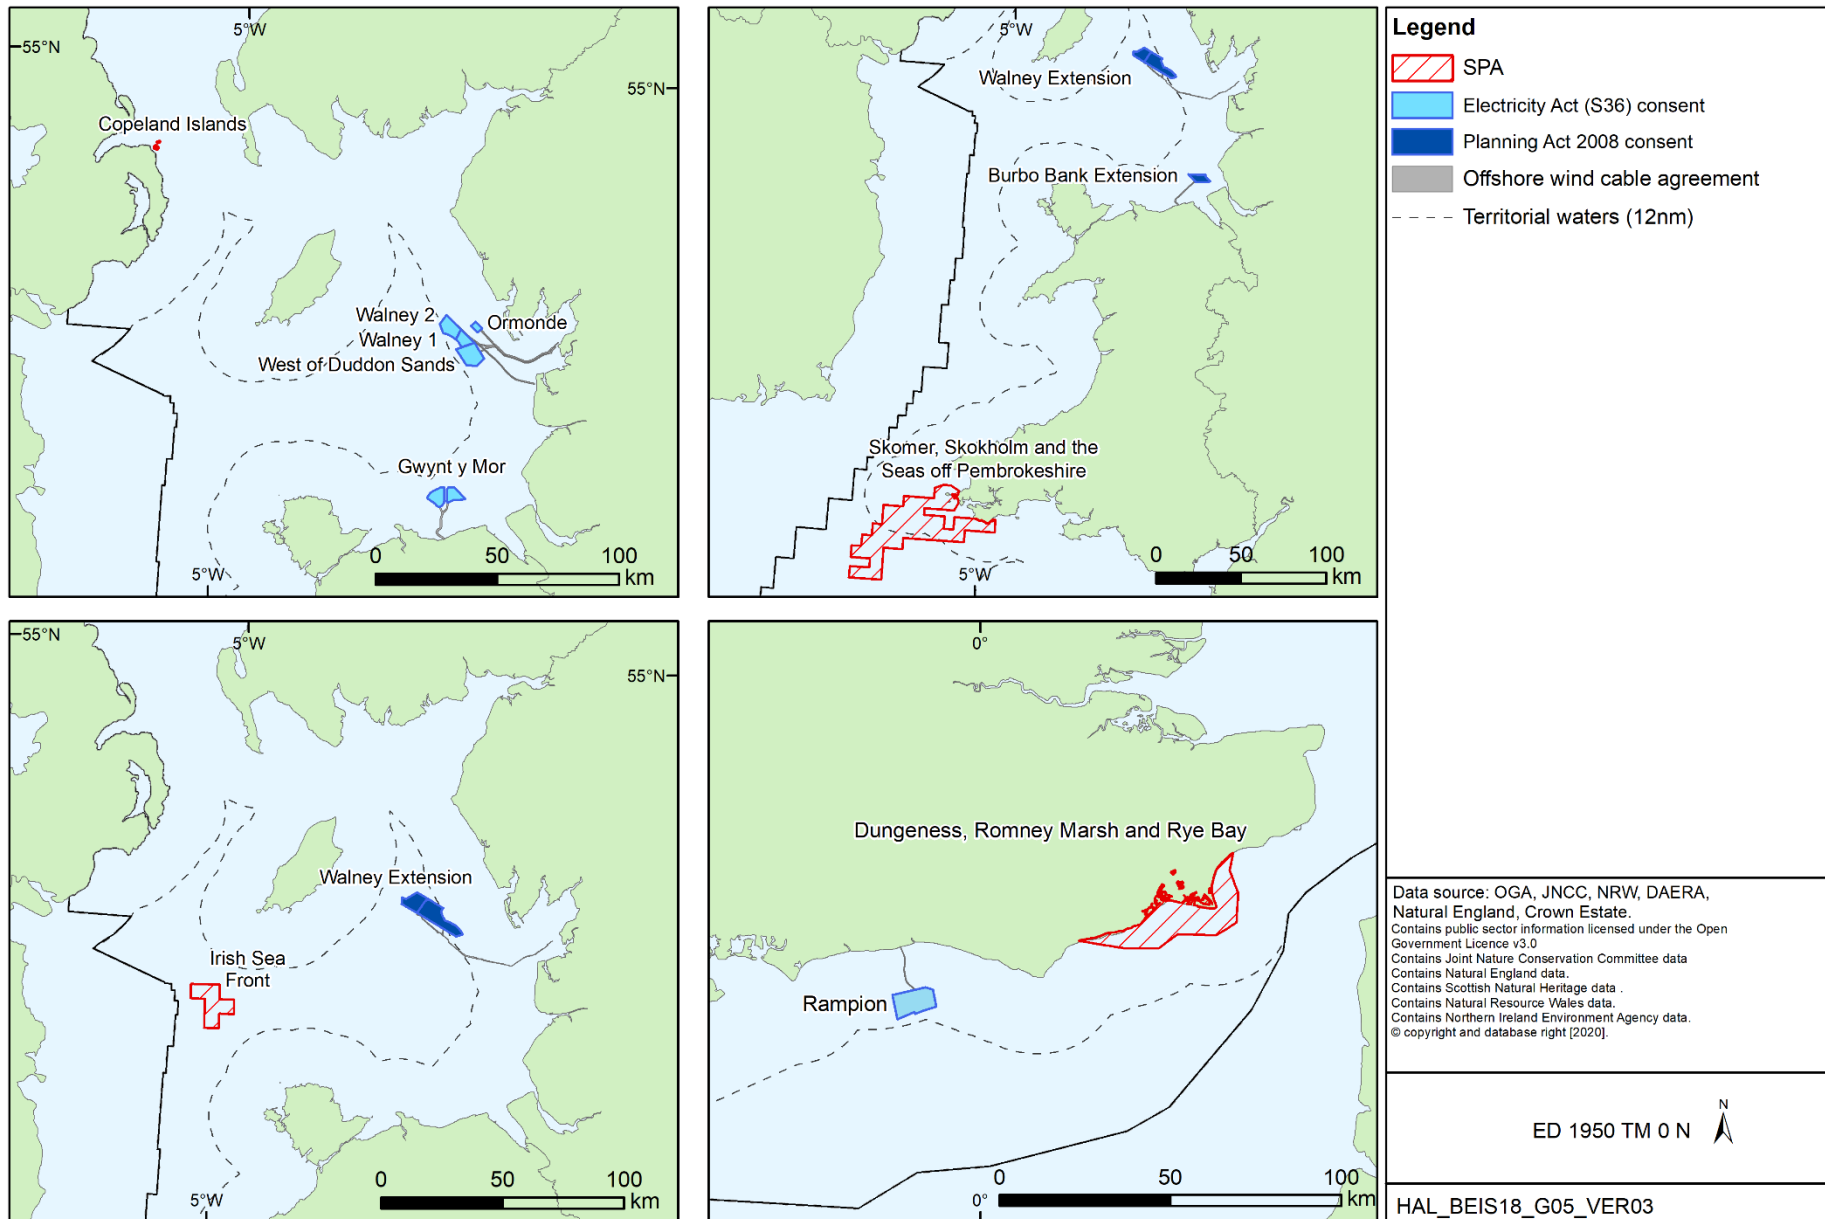 5°W
55°N
55°N
Copeland Islands
Walney 2
Ormonde
Walney 1
West of Duddon Sands
Gwynt y Mor
0 50 100
km
5°W
5°W
55°N
Walney Extension
Burbo Bank Extension
Skomer, Skokholm and the
Seas off Pembrokeshire
0 50 100
km
5°W
55°N
5°W
55°N
Walney Extension
Irish Sea
Front
0 50 100
km
5°W
0°
Dungeness, Romney Marsh and Rye Bay
Rampion
0 50 100
km
0°
Legend
SPA
Electricity Act (S36) consent
Planning Act 2008 consent
Offshore wind cable agreement
Territorial waters (12nm)
Data source: OGA, JNCC, NRW, DAERA,
Natural England, Crown Estate.
Contains public sector information licensed under the Open
Government Licence v3.0
Contains Joint Nature Conservation Committee data
Contains Natural England data.
Contains Scottish Natural Heritage data .
Contains Natural Resource Wales data.
Contains Northern Ireland Environment Agency data.
© copyright and database right [2020].
N
ED 1950 TM 0 N
HAL_BEIS18_G05_VER03